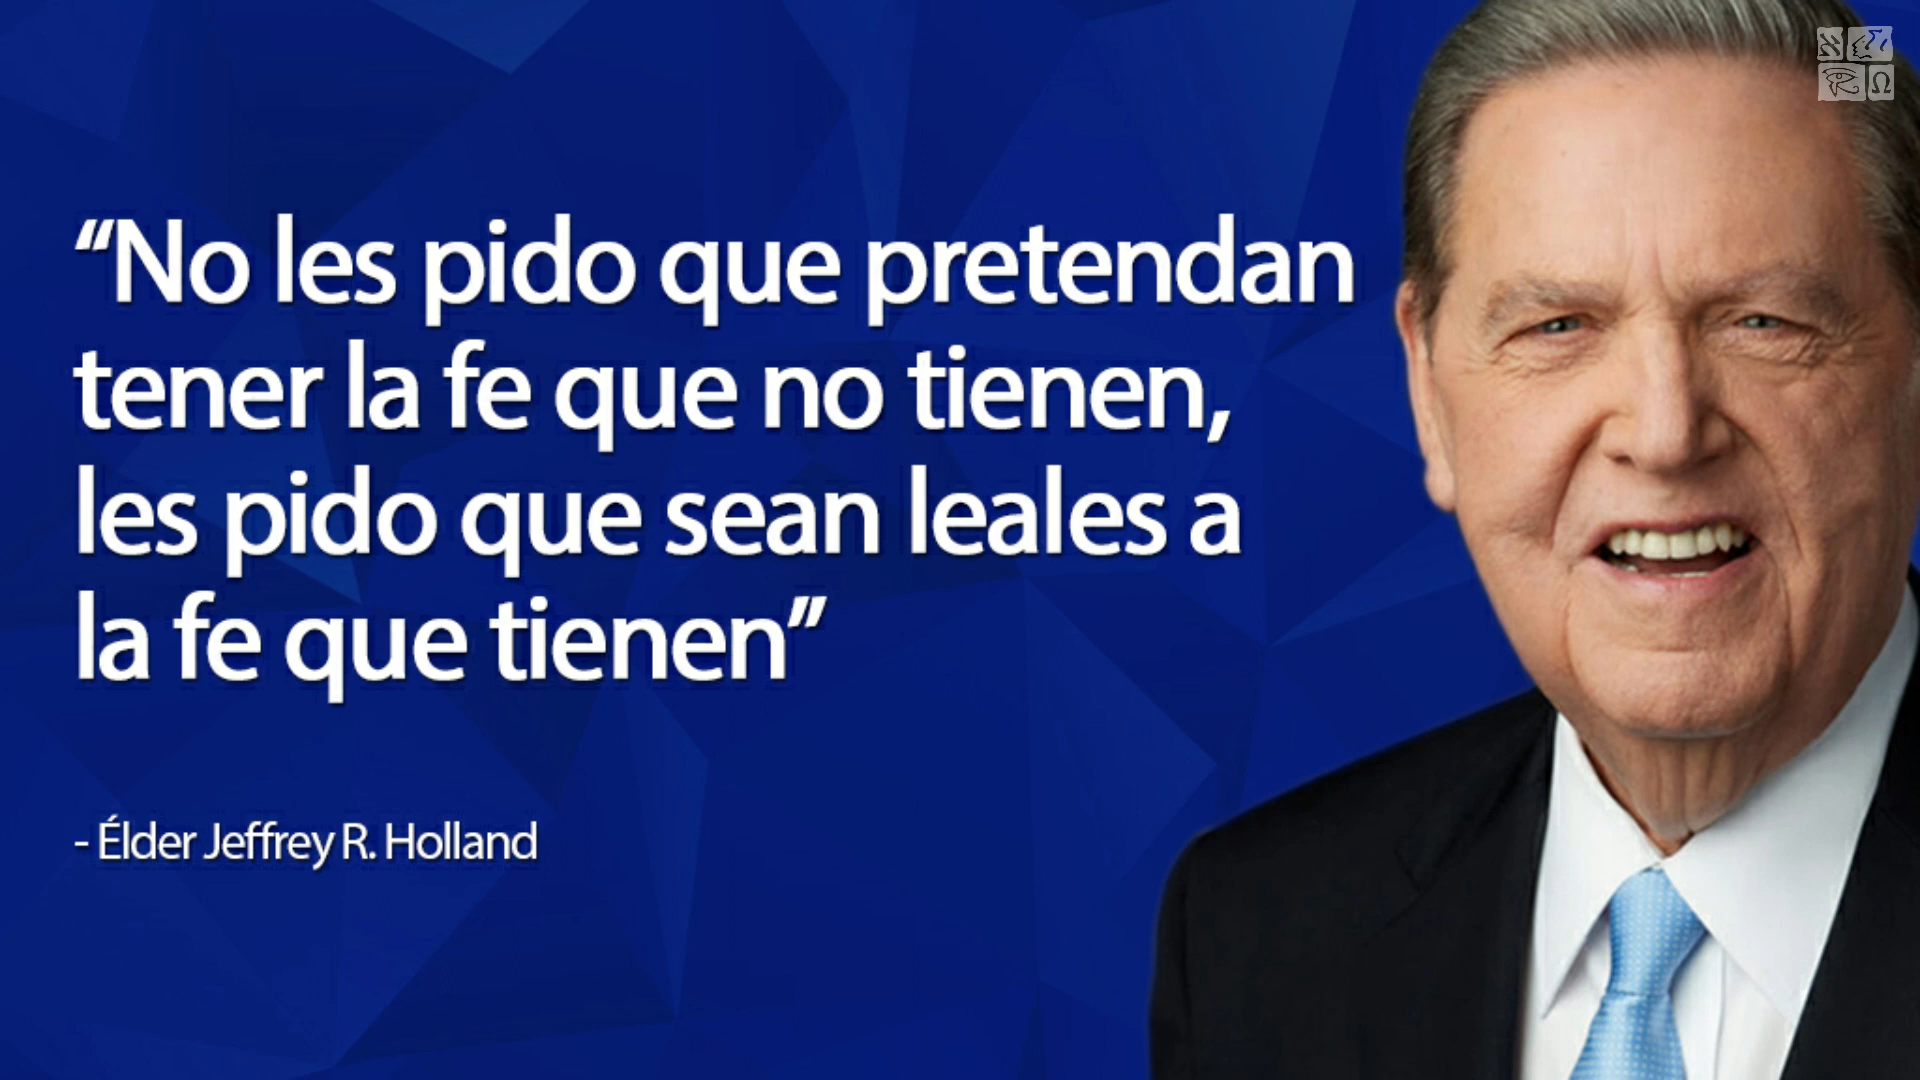 “No les pido que pretendan
tener la fe que no tienen,
les pido que sean leales a
la fe que tienen”
- Élder Jeffrey R. Holland